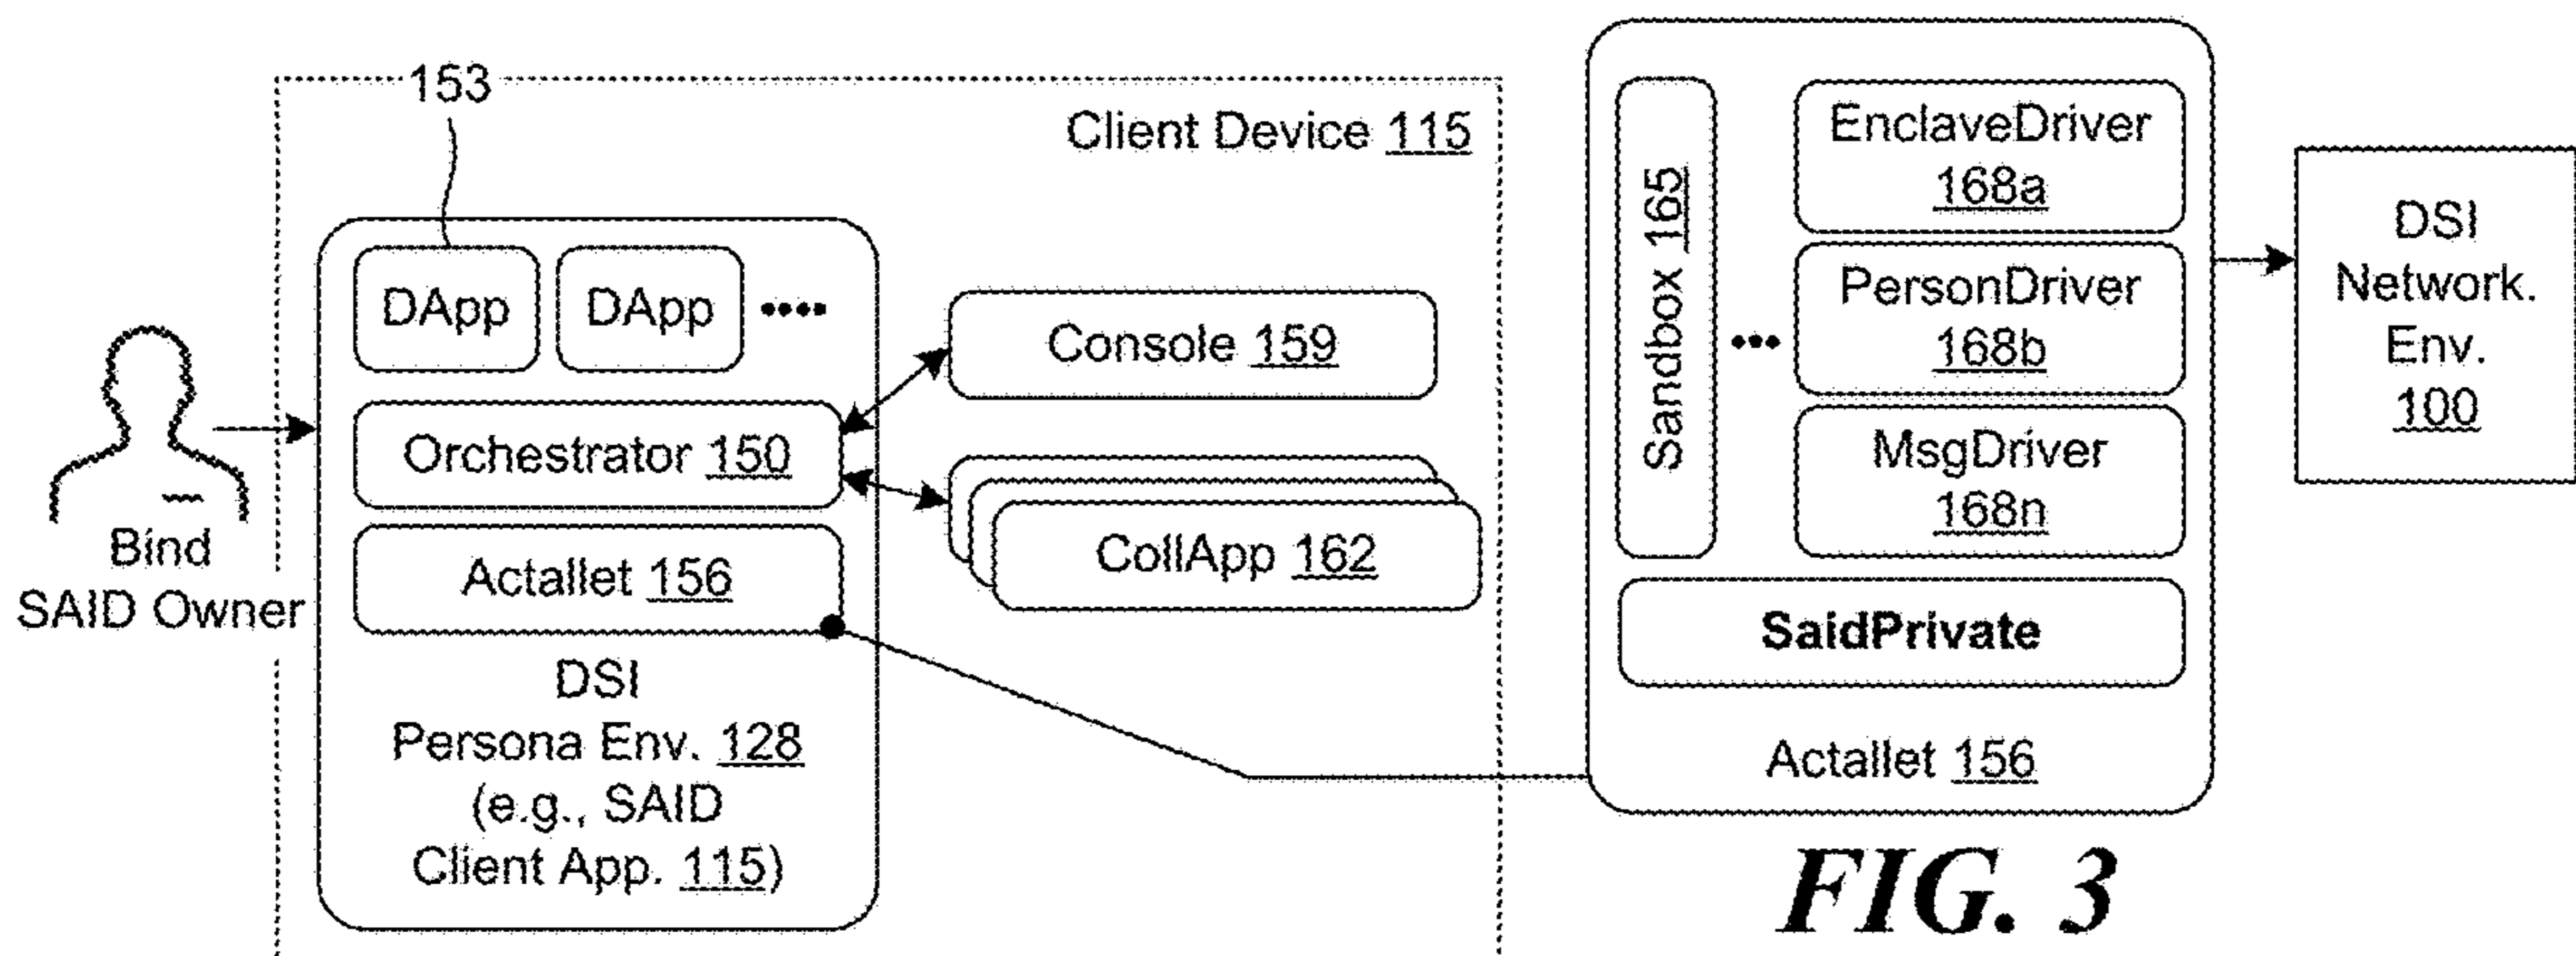 153
Client Device 115
DApp
DApp
Orchestrator 150
Actallet 156
DSI
Persona Env. 128
(e.g., SAID
Client App. 115)
Bind
SAID Owner
Console 159
CollApp 162
Sandbox 165
EnclaveDriver
168a
PersonDriver
168b
MsgDriver
168n
SaidPrivate
Actallet 156
DSI
Network.
Env.
100
FIG. 3